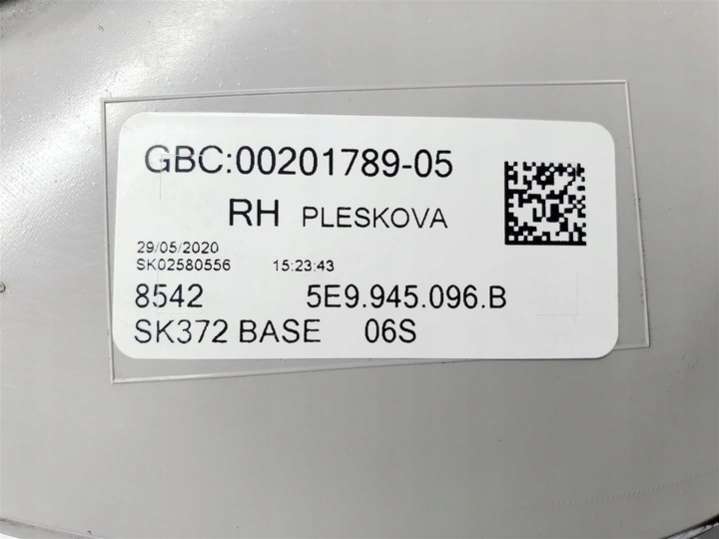 GBC:00201789-05
RH PLESKOVA
29/05/2020
SK02580556 15:23:43
8542 5E9.945.096.B
SK372 BASE 06S